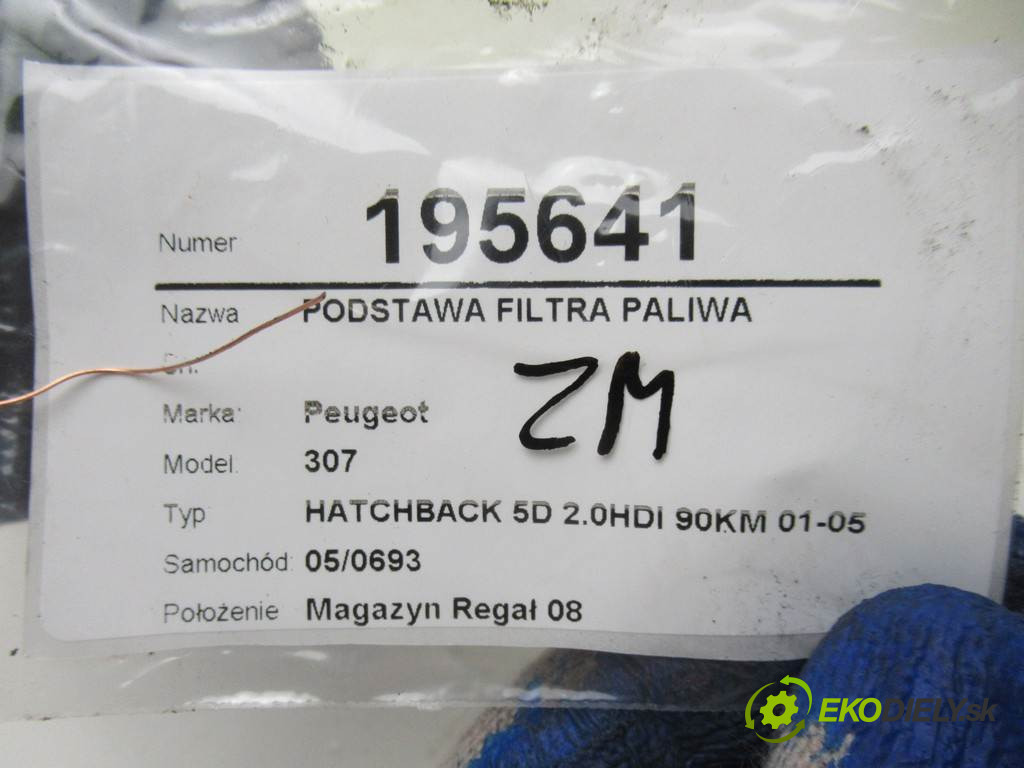 Numer 195641
Nazwa PODSTAWA FILTRA PALIWA
ZM
Marka: Peugeot
Model. 307
Typ HATCHBACK 5D 2.0HDI 90KM 01-05
Samochód: 05/0693
Położenie Magazyn Regał 08
EKODIELY.sk